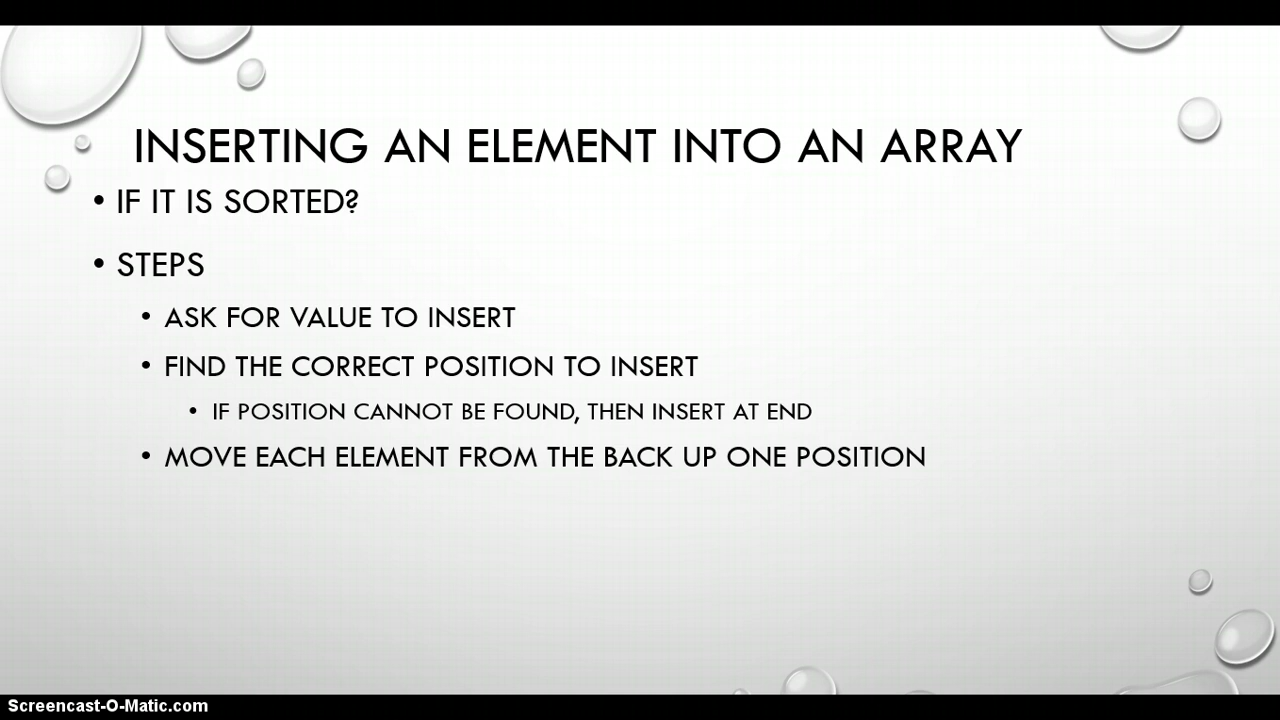 INSERTING AN ELEMENT INTO AN ARRAY
• IF IT IS SORTED?
• STEPS
• ASK FOR VALUE TO INSERT
• FIND THE CORRECT POSITION TO INSERT
• IF POSITION CANNOT BE FOUND, THEN INSERT AT END
• MOVE EACH ELEMENT FROM THE BACK UP ONE POSITION
Screencast-O-Matic.com